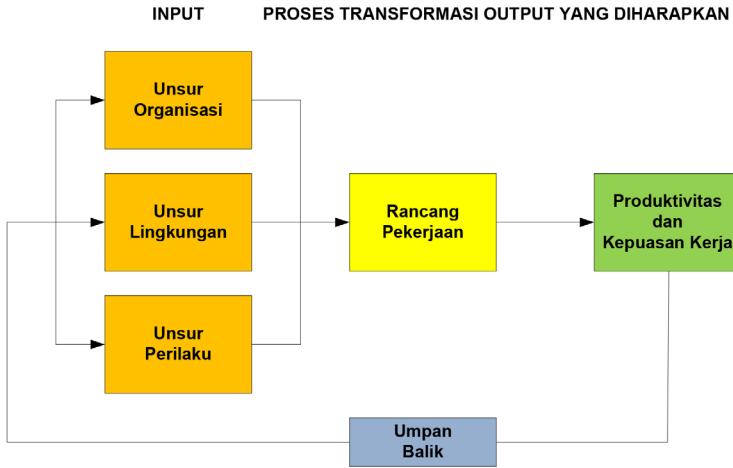 INPUT
PROSES TRANSFORMASI OUTPUT YANG DIHARAPKAN
Unsur
Organisasi
Unsur
Lingkungan
Rancang
Pekerjaan
Produktivitas
dan
Kepuasan Kerja
Unsur
Perilaku
Umpan
Balik